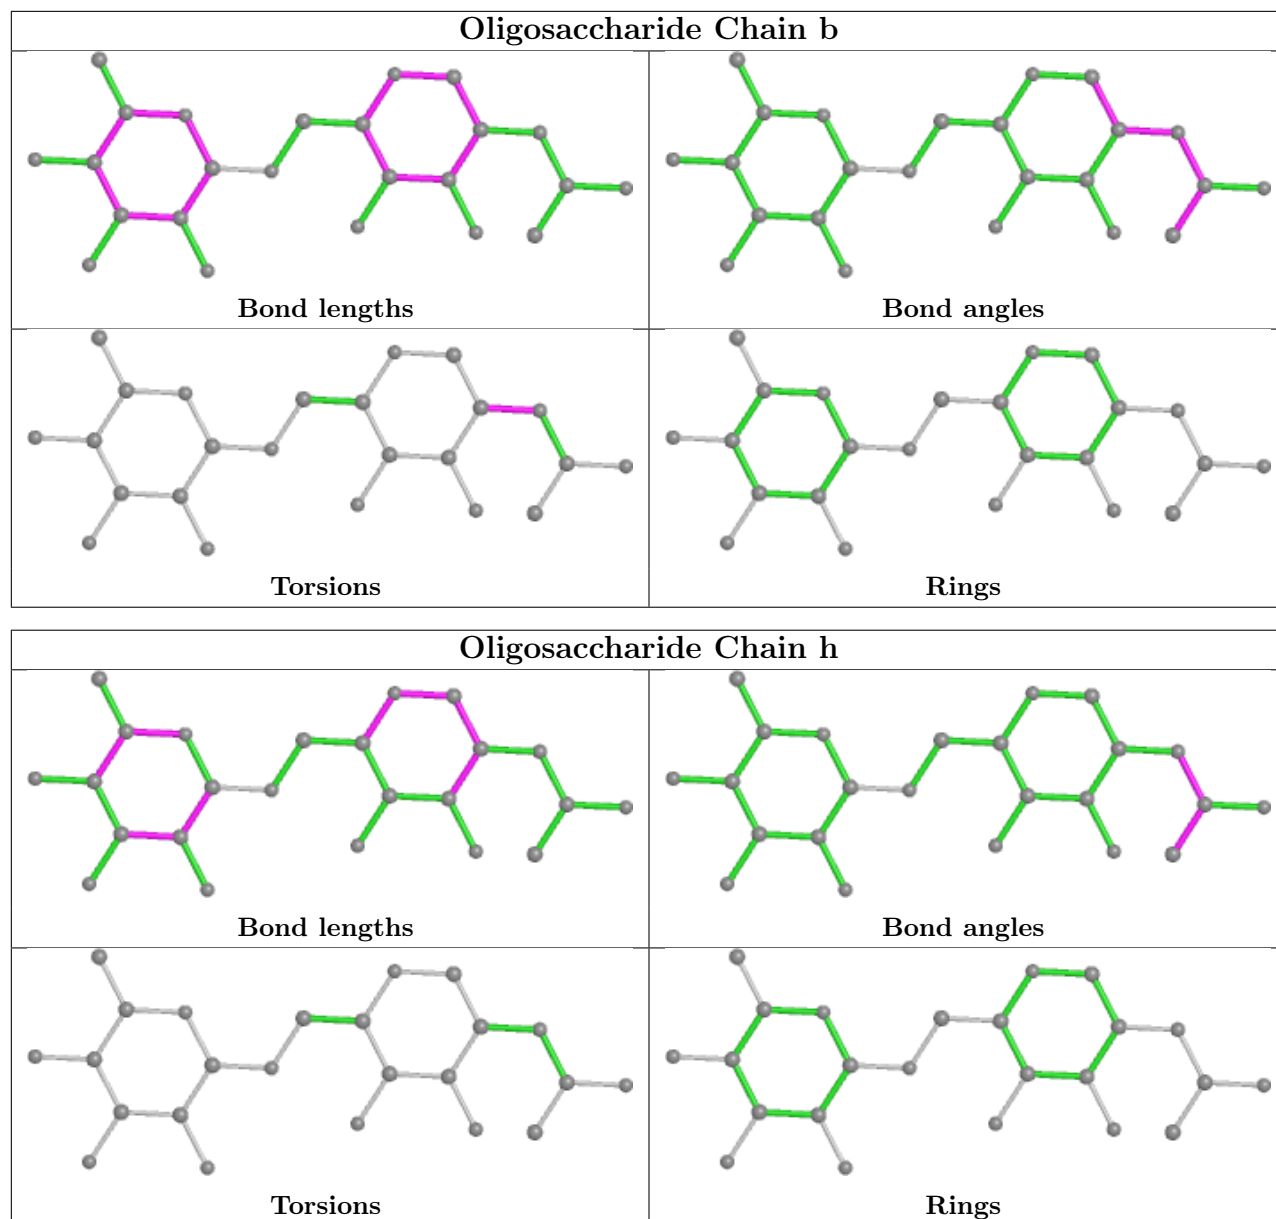 Oligosaccharide Chain b
Bond lengths
Bond angles
Torsions
Rings
Oligosaccharide Chain h
Bond lengths
Bond angles
Torsions
Rings